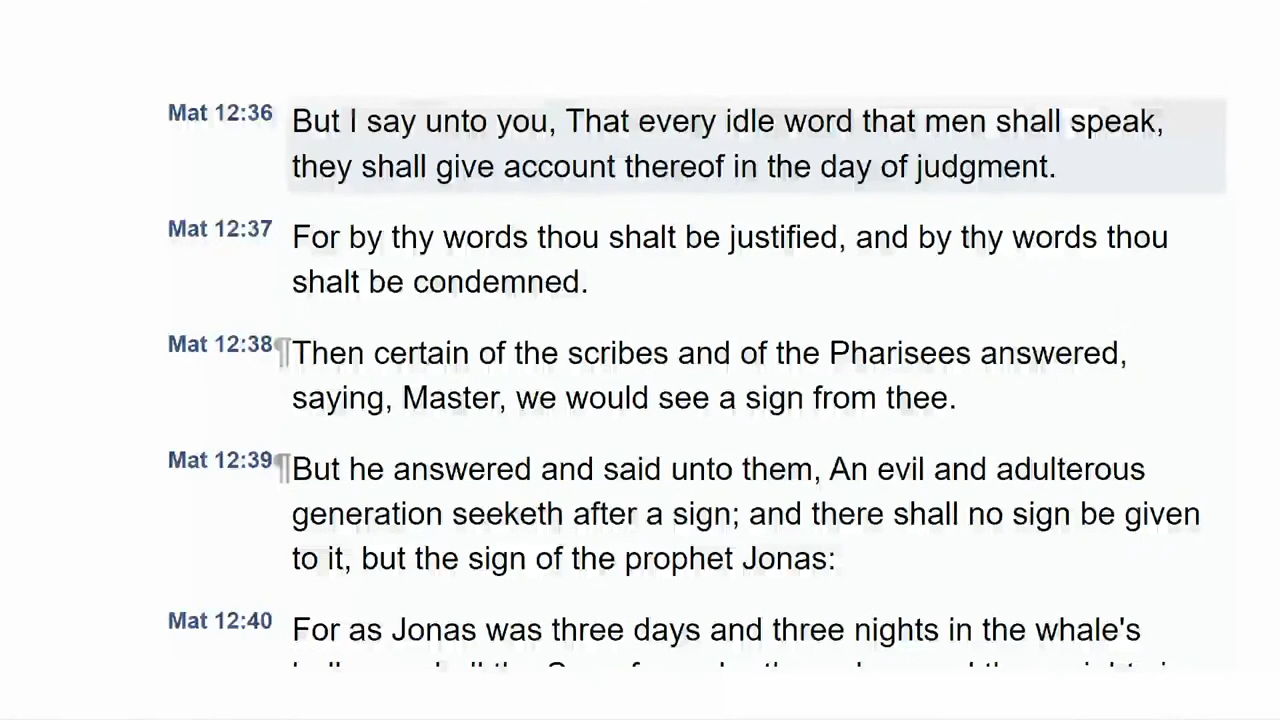 Mat 12:36 But I say unto you, That every idle word that men shall speak,
they shall give account thereof in the day of judgment.
Mat 12:37 For by thy words thou shalt be justified, and by thy words thou
shalt be condemned.
Mat 12:38 ¶Then certain of the scribes and of the Pharisees answered,
saying, Master, we would see a sign from thee.
Mat 12:39 ¶But he answered and said unto them, An evil and adulterous
generation seeketh after a sign; and there shall no sign be given
to it, but the sign of the prophet Jonas:
Mat 12:40 For as Jonas was three days and three nights in the whale's